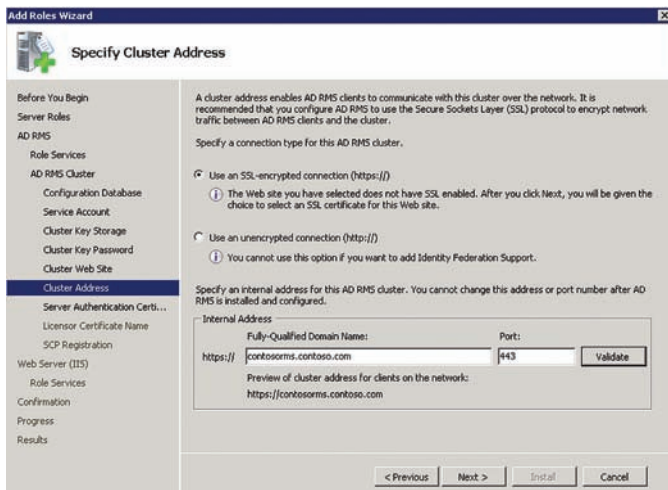 Add Roles Wizard
Specify Cluster Address
Before You Begin
Server Roles
AD RMS
Role Services
AD RMS Cluster
Configuration Database
Service Account
Cluster Key Storage
Cluster Key Password
Cluster Web Site
Cluster Address
Server Authentication Certi...
Licensor Certificate Name
SCP Registration
Web Server (IIS)
Role Services
Confirmation
Progress
Results
A cluster address enables AD RMS clients to communicate with this cluster over the network. It is
recommended that you configure AD RMS to use the Secure Sockets Layer (SSL) protocol to encrypt network
traffic between AD RMS clients and the cluster.
Specify a connection type for this AD RMS cluster.
Use an SSL-encrypted connection (https://)
The Web site you have selected does not have SSL enabled. After you click Next, you will be given the
choice to select an SSL certificate for this Web site.
Use an unencrypted connection (http://)
You cannot use this option if you want to add Identity Federation Support.
Specify an internal address for this AD RMS cluster. You cannot change this address or port number after AD
RMS is installed and configured.
Internal Address
Fully-Qualified Domain Name: Port:
https:// contosorms.contoso.com 443 Validate
Preview of cluster address for clients on the network:
https://contosorms.contoso.com
< Previous Next > Install Cancel